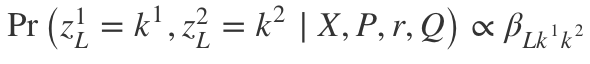 Pr (z_L^1 = k^1, z_L^2 = k^2 | X, P, r, Q) ∝ β_{Lk^1k^2}